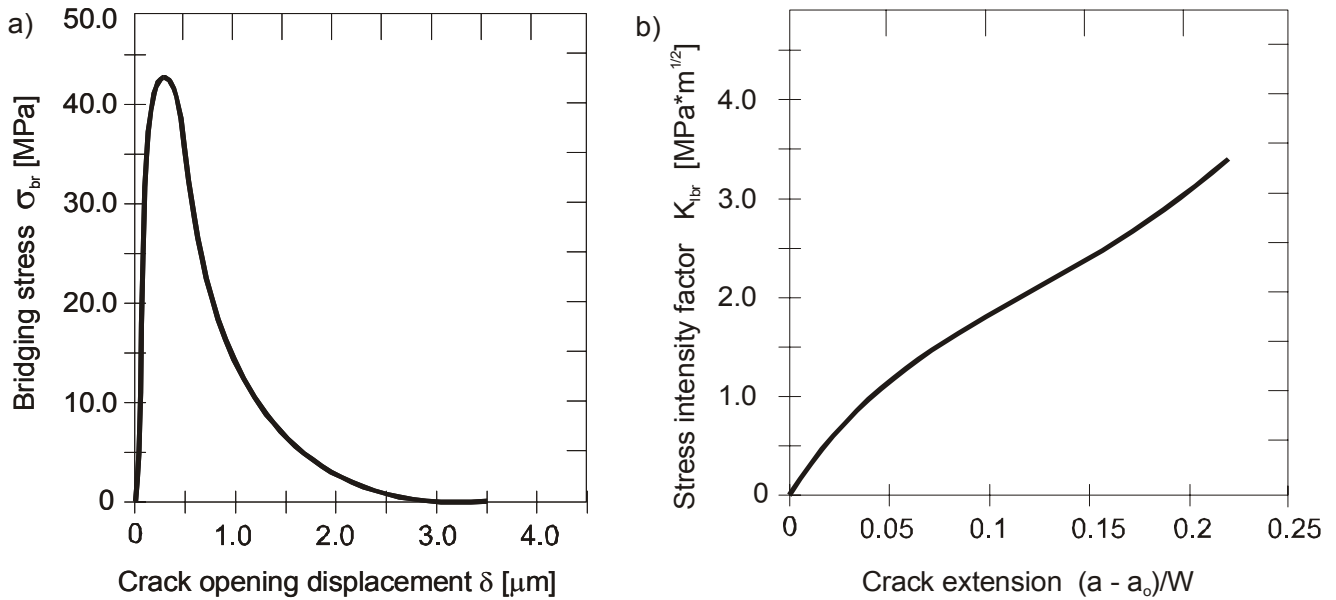 a)
50.0
40.0
30.0
20.0
10.0
0
Bridging stress σbr [MPa]
0 1.0 2.0 3.0 4.0
Crack opening displacement δ [μm]
b)
4.0
3.0
2.0
1.0
0
Stress intensity factor KIbr [MPa*m1/2]
0 0.05 0.1 0.15 0.2 0.25
Crack extension (a - ao)/W